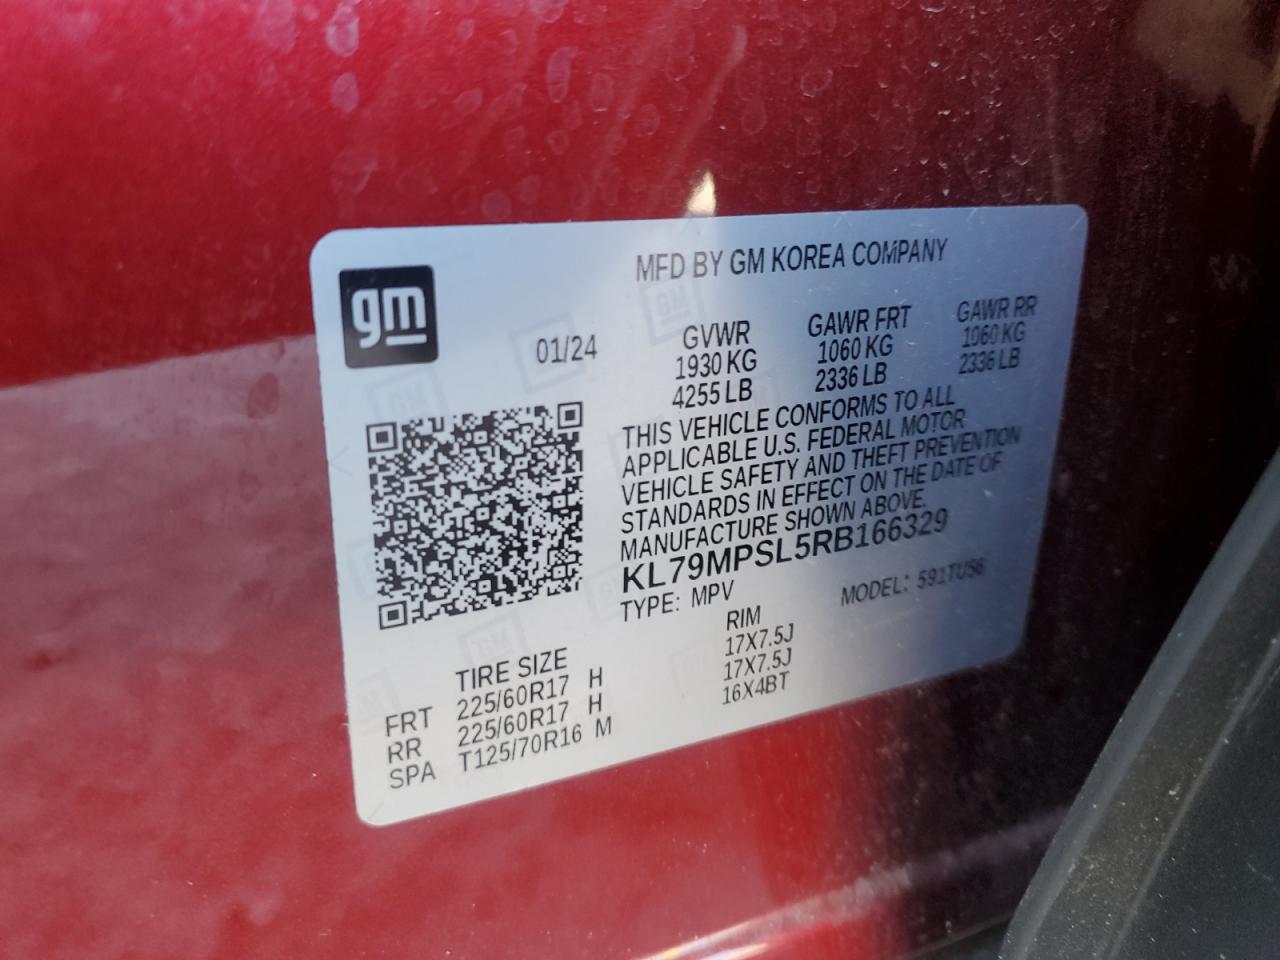 gm
MFD BY GM KOREA COMPANY
01/24
GVWR GAWR FRT GAWR RR
1930 KG 1060 KG 1060 KG
4255 LB 2336 LB 2336 LB
THIS VEHICLE CONFORMS TO ALL
APPLICABLE U.S. FEDERAL MOTOR
VEHICLE SAFETY AND THEFT PREVENTION
STANDARDS IN EFFECT ON THE DATE OF
MANUFACTURE SHOWN ABOVE.
KL79MPSL5RB166329
TYPE: MPV MODEL: 591TU56
TIRE SIZE RIM
FRT 225/60R17 H 17X7.5J
RR 225/60R17 H 17X7.5J
SPA T125/70R16 M 16X4BT